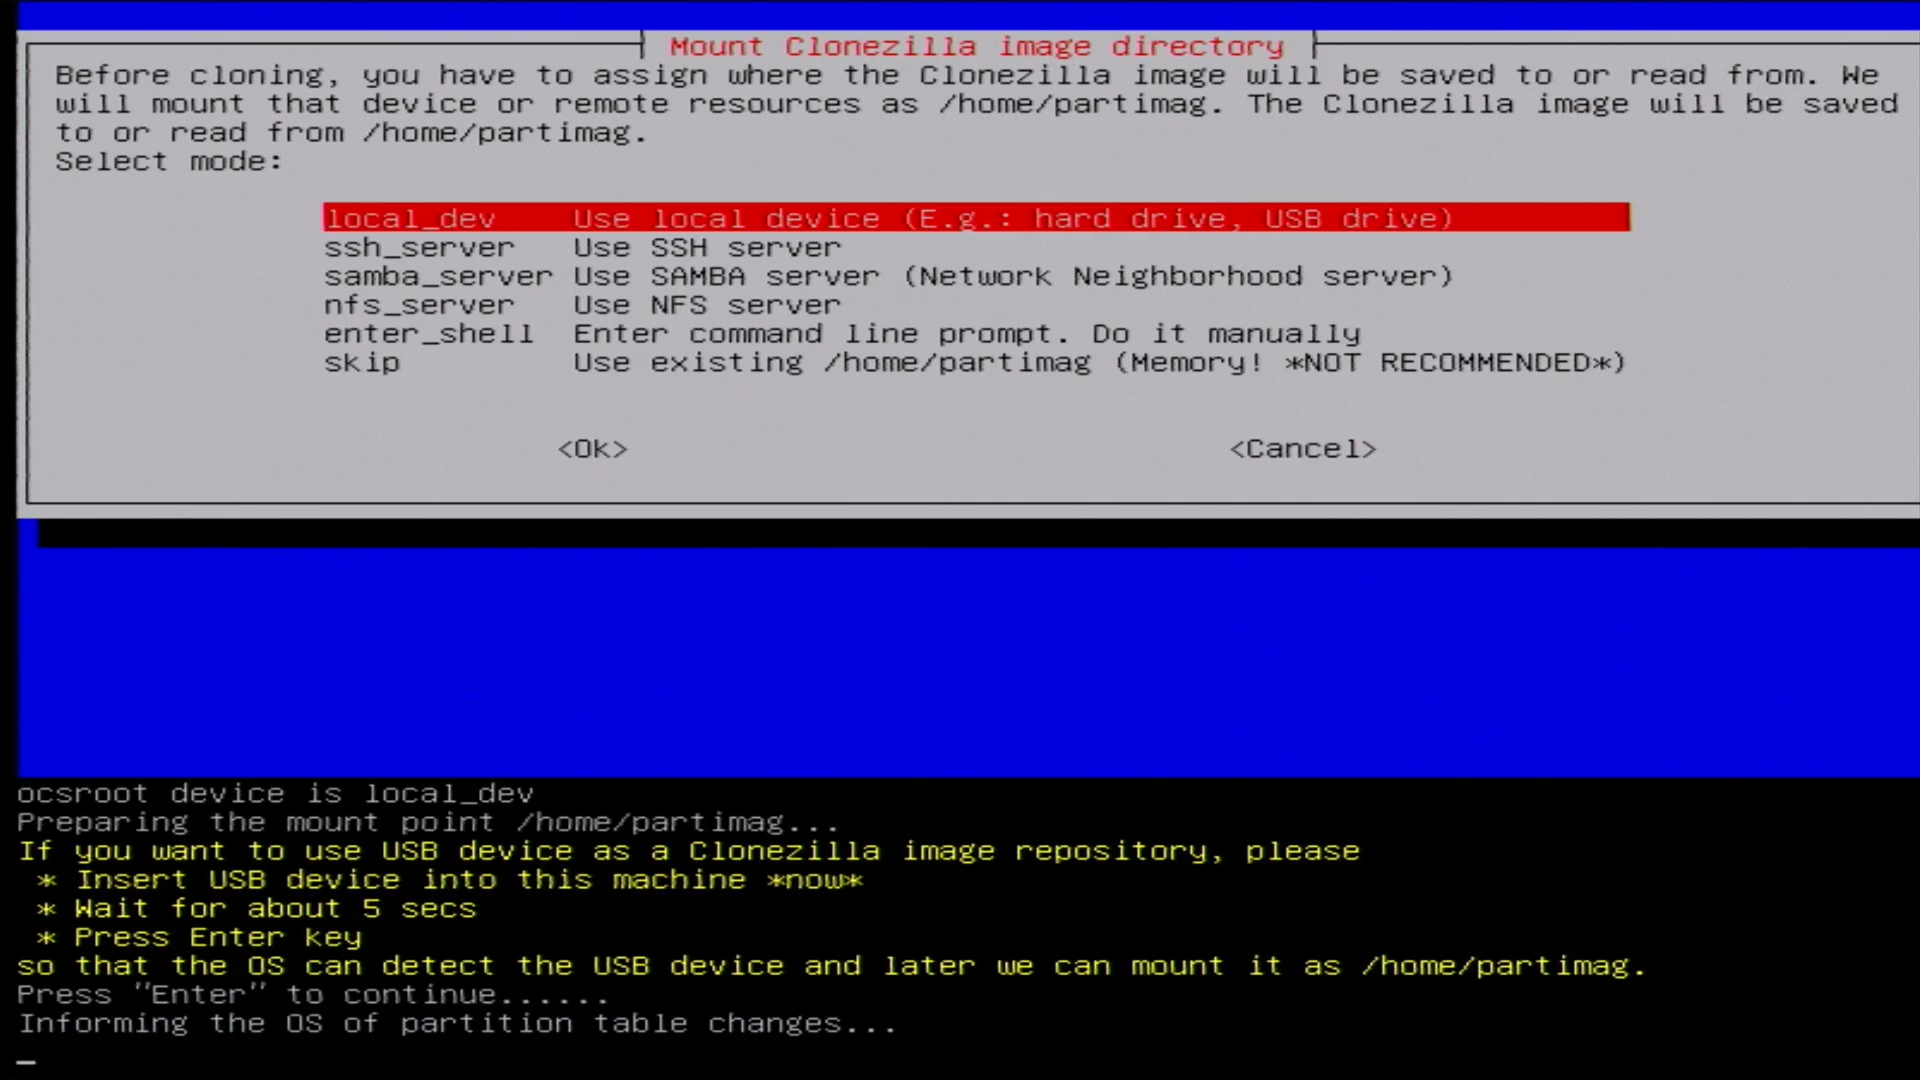 Mount Clonezilla image directory
Before cloning, you have to assign where the Clonezilla image will be saved to or read from. We
will mount that device or remote resources as /home/partimag. The Clonezilla image will be saved
to or read from /home/partimag.
Select mode:
local_dev Use local device (E.g.: hard drive, USB drive)
ssh_server Use SSH server
samba_server Use SAMBA server (Network Neighborhood server)
nfs_server Use NFS server
enter_shell Enter command line prompt. Do it manually
skip Use existing /home/partimag (Memory! *NOT RECOMMENDED*)
<Ok> <Cancel>
ocsroot device is local_dev
Preparing the mount point /home/partimag...
If you want to use USB device as a Clonezilla image repository, please
* Insert USB device into this machine *now*
* Wait for about 5 secs
* Press Enter key
so that the OS can detect the USB device and later we can mount it as /home/partimag.
Press "Enter" to continue......
Informing the OS of partition table changes...